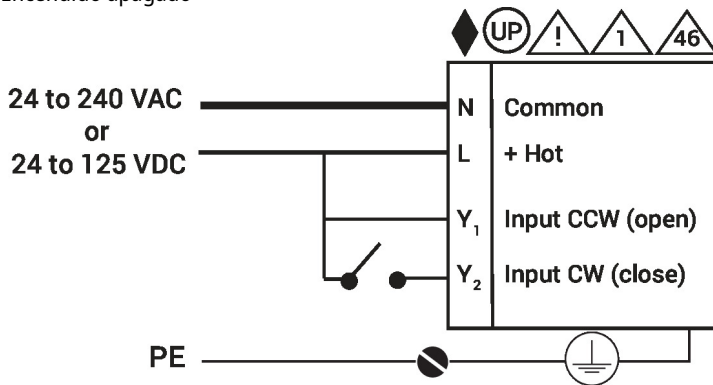 Encendido apagado
UP ! 1 46
24 to 240 VAC
or
24 to 125 VDC
N Common
L + Hot
Y₁ Input CCW (open)
Y₂ Input CW (close)
PE